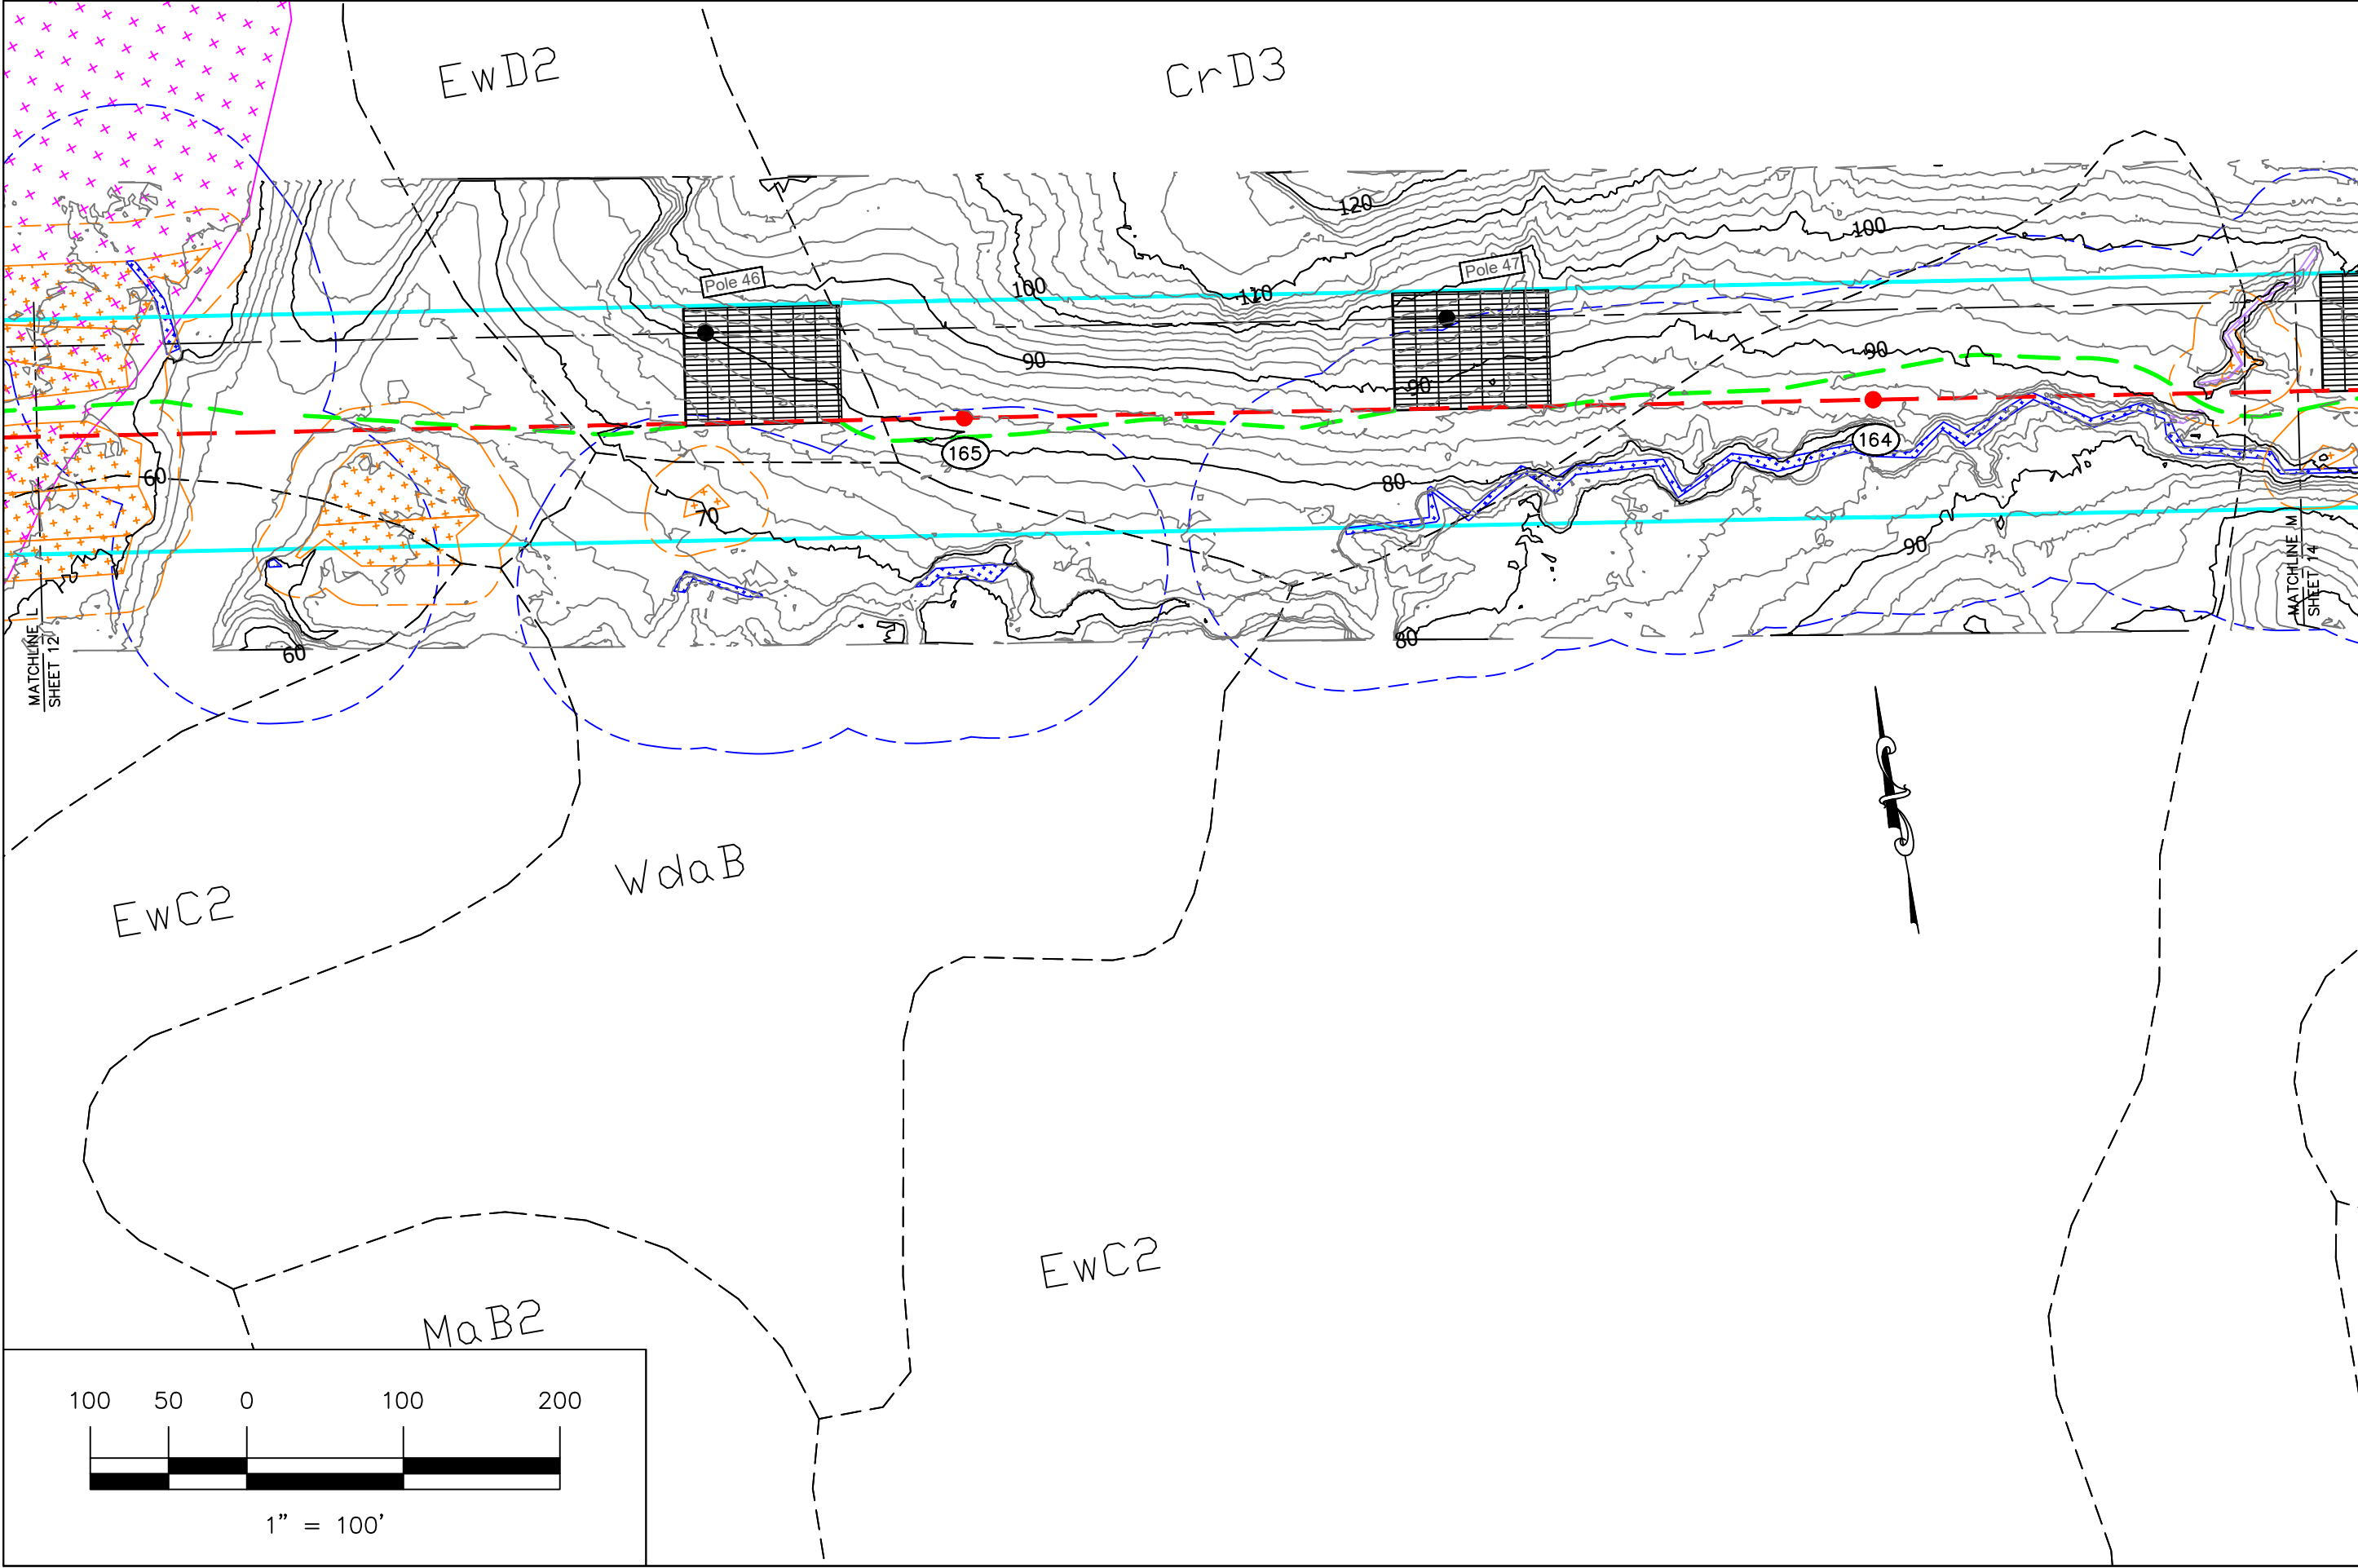 EwD2
CrD3
120
100
Pole 46
Pole 47
100
110
90
90
90
165
164
60
80
70
90
MATCHLINE L
SHEET 12
60
80
MATCHLINE M
SHEET 14
WdaB
EwC2
EwC2
MaB2
100 50 0 100 200
1" = 100'